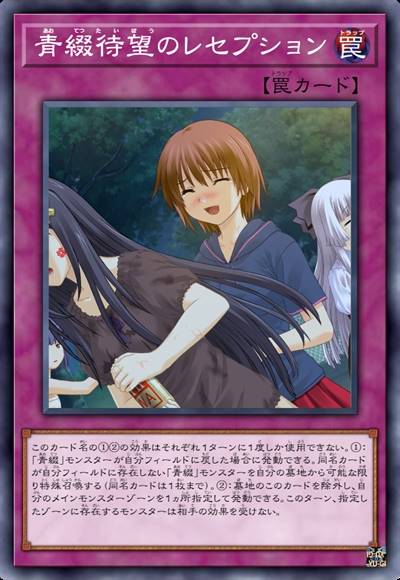 青綴待望のレセプション 罠
【罠カード】
このカード名の①②の効果はそれぞれ1ターンに1度しか使用できない。①:
「青綴」モンスターが自分フィールドに戻した場合に発動できる。同名カード
が自分フィールドに存在しない「青綴」モンスターを自分の墓地から可能な限
り特殊召喚する(同名カードは1枚まで)。②:墓地のこのカードを除外し、自
分のメインモンスターゾーンを1ヵ所指定して発動できる。このターン、指定し
たゾーンに存在するモンスターは相手の効果を受けない。